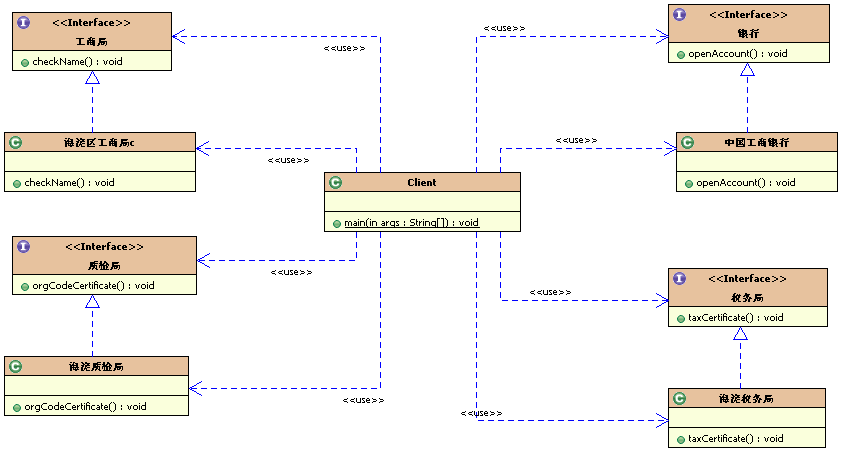 <<Interface>>
工商局
checkName() : void
<<use>>
<<use>>
<<Interface>>
银行
openAccount() : void
海淀区工商局c
checkName() : void
<<use>>
<<use>>
中国工商银行
openAccount() : void
Client
main(in args : String[]) : void
<<Interface>>
质检局
orgCodeCertificate() : void
<<use>>
<<use>>
<<Interface>>
税务局
taxCertificate() : void
海淀质检局
orgCodeCertificate() : void
<<use>>
<<use>>
海淀税务局
taxCertificate() : void